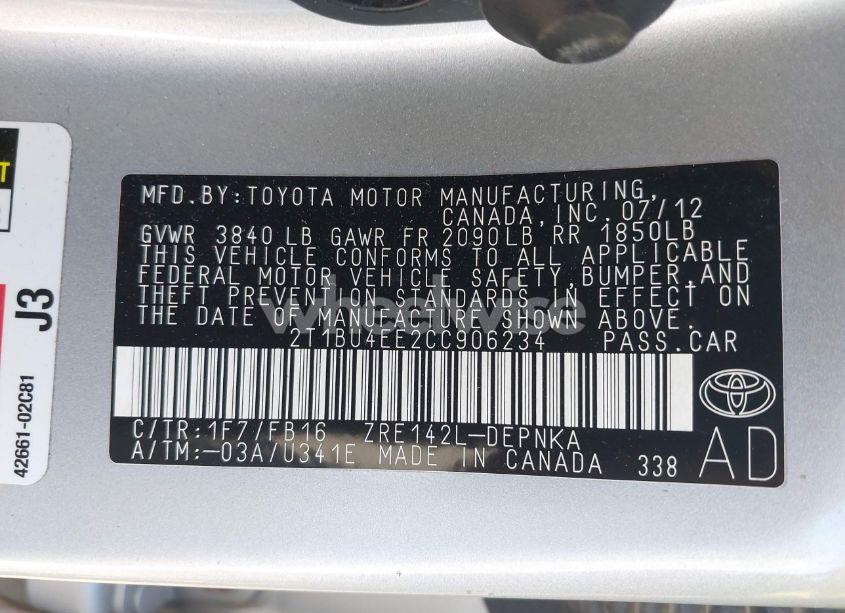 MFD.BY:TOYOTA MOTOR MANUFACTURING,
CANADA,INC. 07/12
GVWR 3840 LB GAWR FR 2090LB RR 1850LB
THIS VEHICLE CONFORMS TO ALL APPLICABLE
FEDERAL MOTOR VEHICLE SAFETY,BUMPER,AND
THEFT PREVENTION STANDARDS IN EFFECT ON
THE DATE OF MANUFACTURE SHOWN ABOVE.
2T1BU4EE2CC906234 PASS.CAR
C/TR:1F7/FB16 ZRE142L-DEPNKA
A/TM:-03A/U341E MADE IN CANADA 338
AD
J3
42661-02C81
wheelwise
T